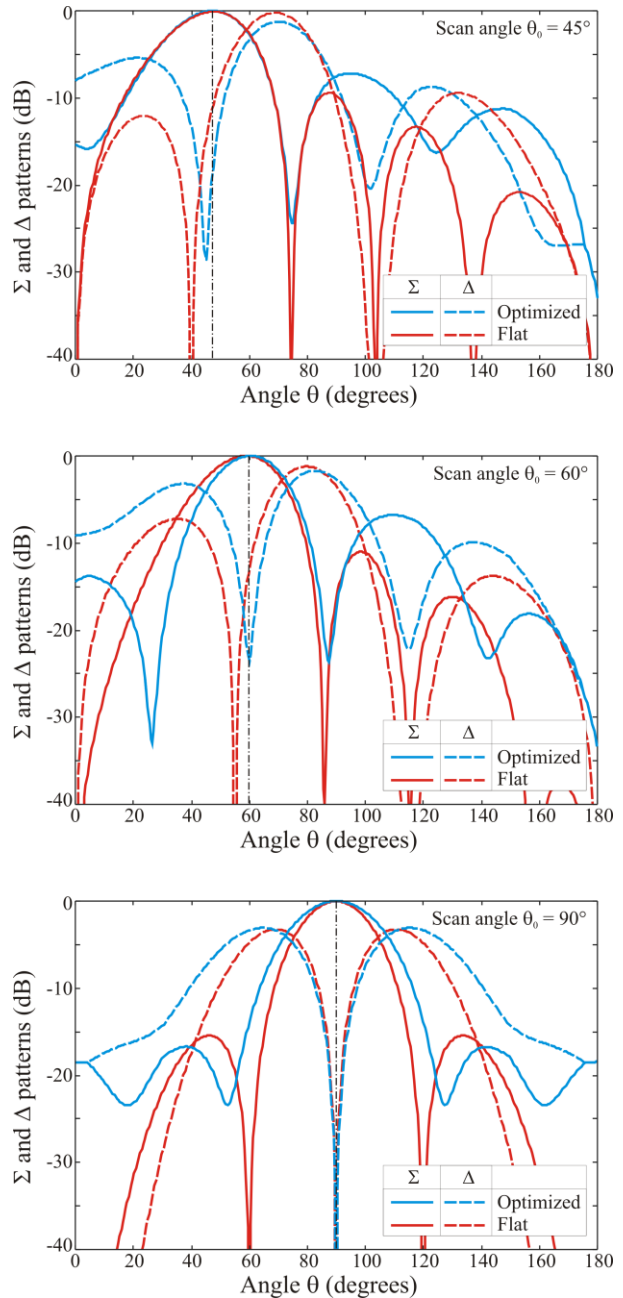 Scan angle θ₀ = 45°
Σ and Δ patterns (dB)
0
-10
-20
-30
-40
Σ Δ
Optimized
Flat
0 20 40 60 80 100 120 140 160 180
Angle θ (degrees)
Scan angle θ₀ = 60°
Σ and Δ patterns (dB)
0
-10
-20
-30
-40
Σ Δ
Optimized
Flat
0 20 40 60 80 100 120 140 160 180
Angle θ (degrees)
Scan angle θ₀ = 90°
Σ and Δ patterns (dB)
0
-10
-20
-30
-40
Σ Δ
Optimized
Flat
0 20 40 60 80 100 120 140 160 180
Angle θ (degrees)